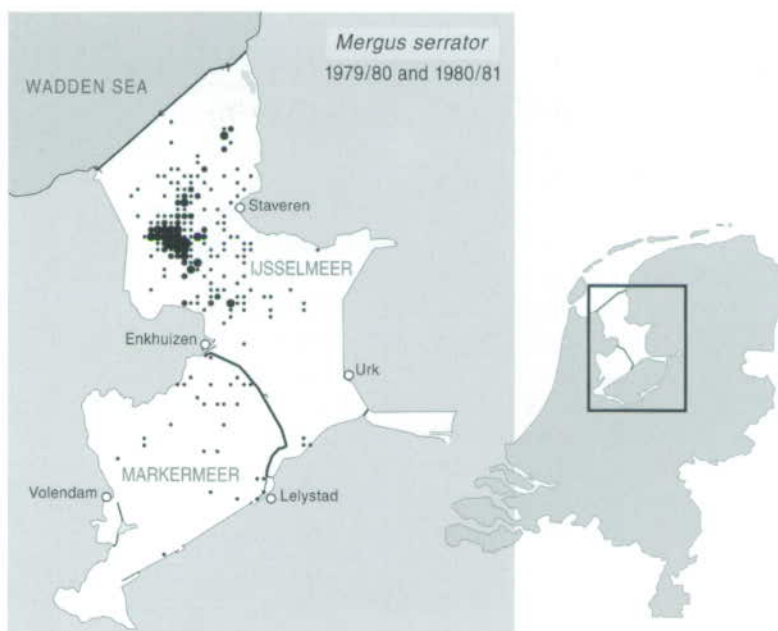 Mergus serrator
1979/80 and 1980/81
WADDEN SEA
Staveren
IJSSELMEER
Enkhuizen
Urk
MARKERMEER
Volendam
Lelystad